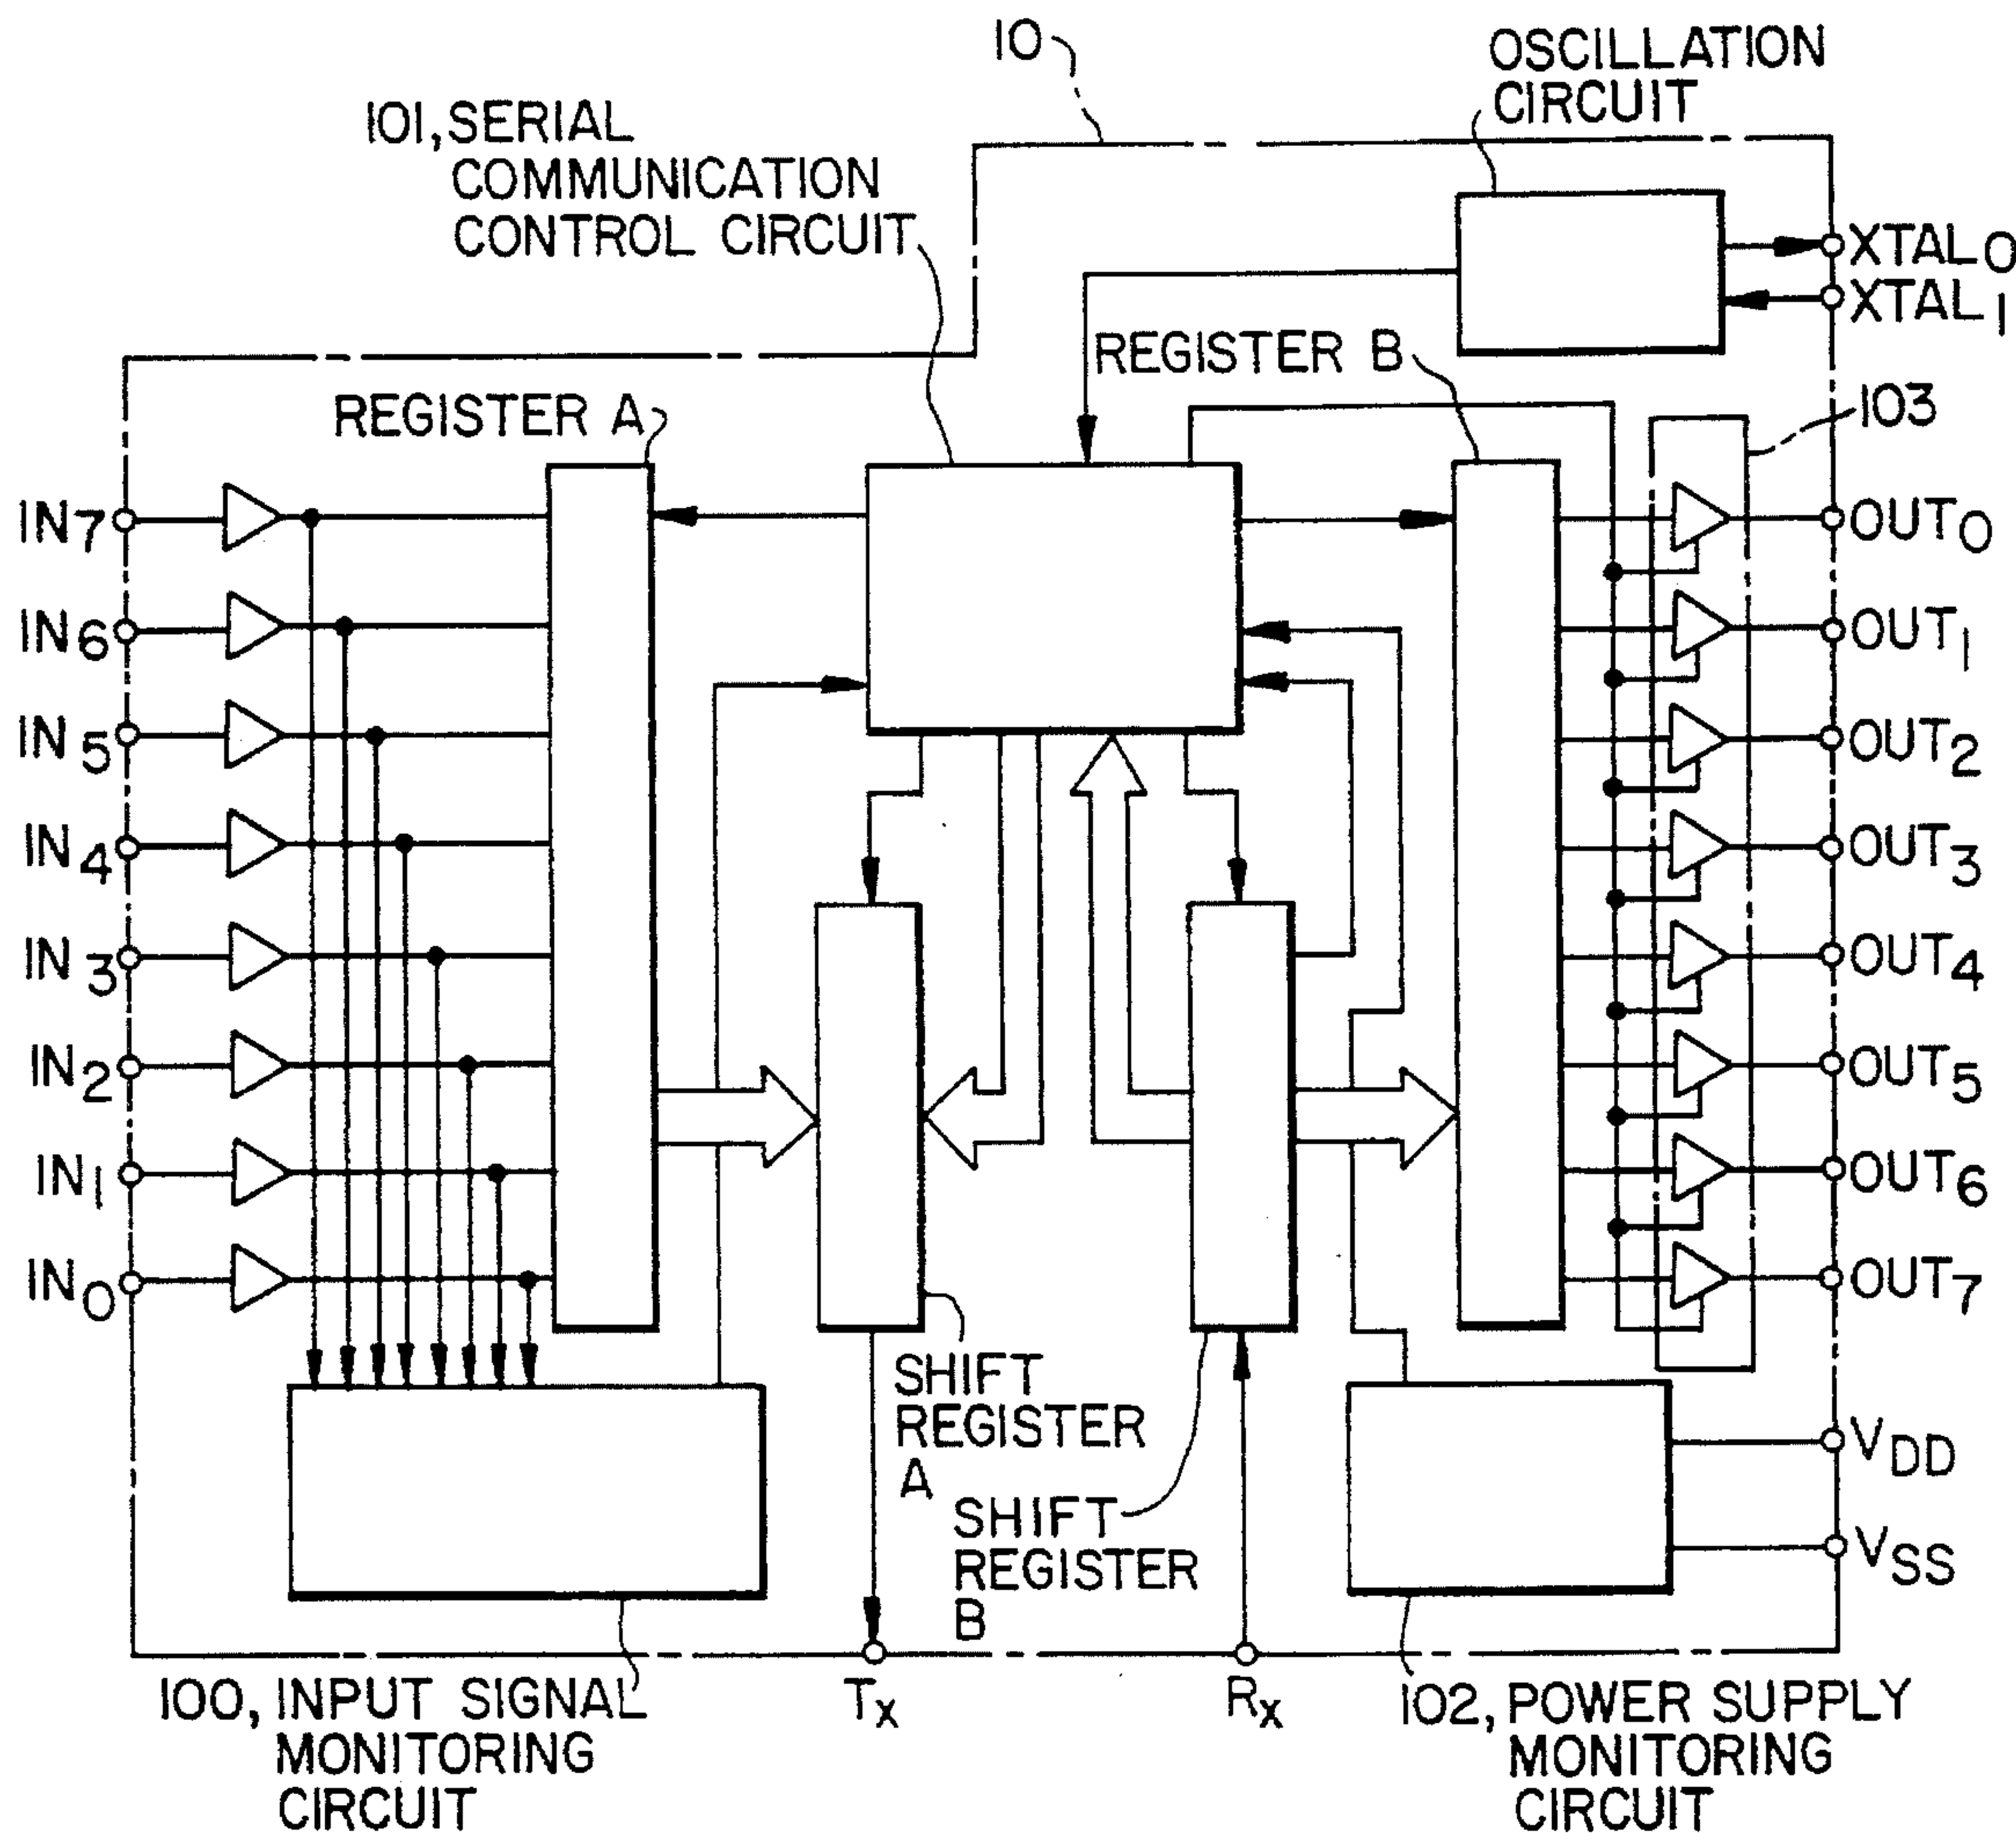 10
OSCILLATION
CIRCUIT
101, SERIAL
COMMUNICATION
CONTROL CIRCUIT
XTAL0
XTAL1
REGISTER B
REGISTER A
103
IN7
IN6
IN5
IN4
IN3
IN2
IN1
IN0
OUT0
OUT1
OUT2
OUT3
OUT4
OUT5
OUT6
OUT7
SHIFT
REGISTER
A
SHIFT
REGISTER
B
VDD
VSS
100, INPUT SIGNAL
MONITORING
CIRCUIT
Tx
Rx
102, POWER SUPPLY
MONITORING
CIRCUIT